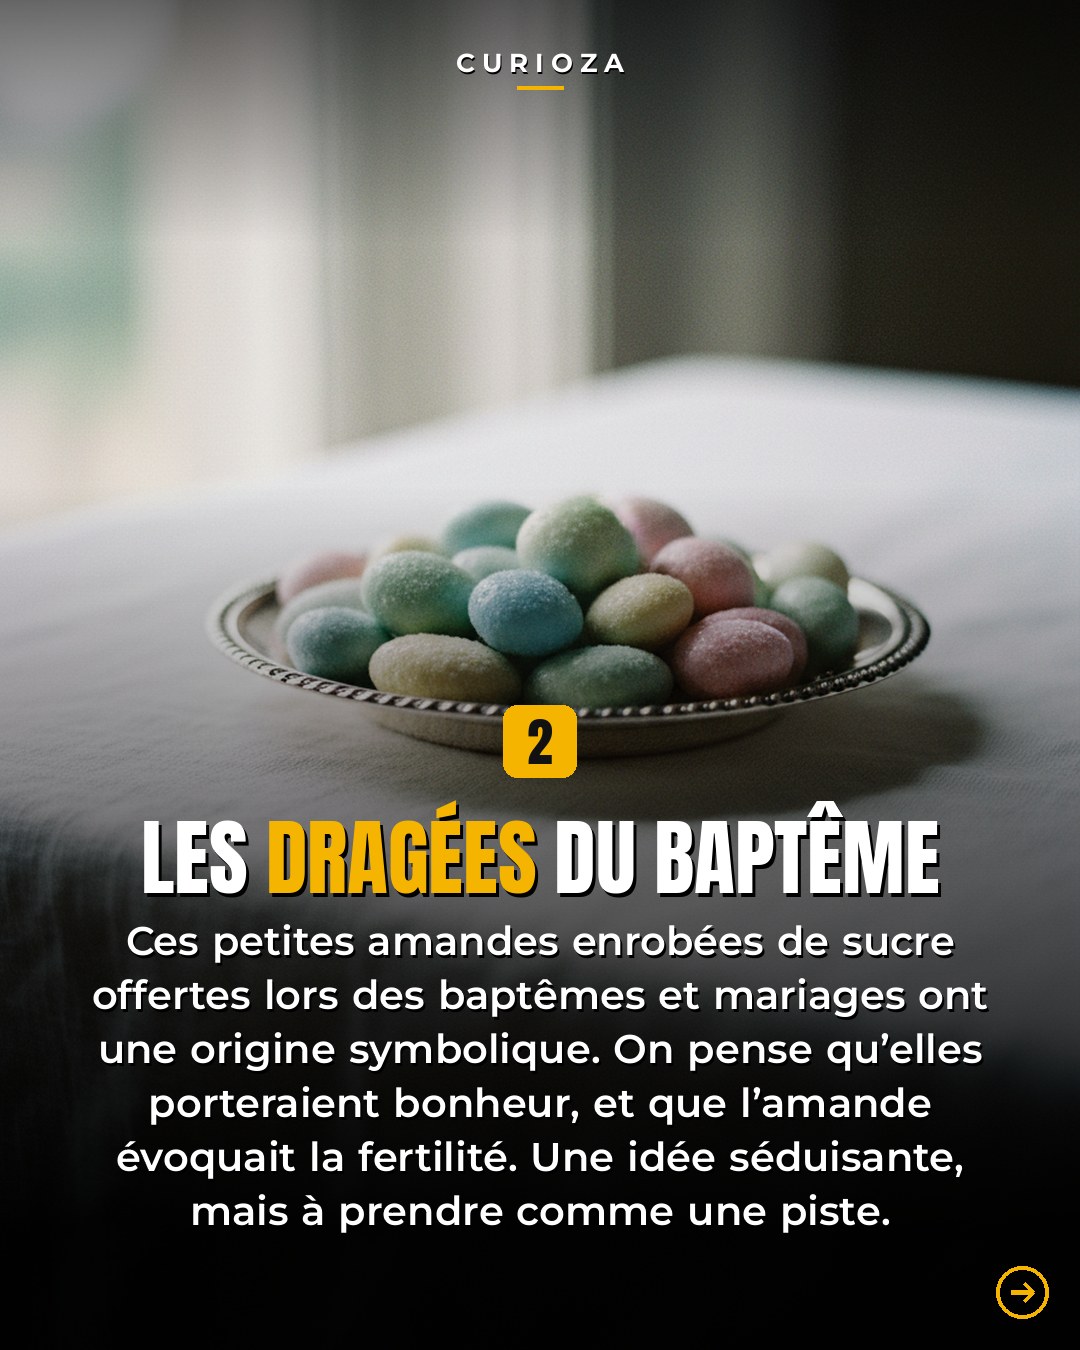 CURIOZA
2
LES DRAGÉES DU BAPTÊME
Ces petites amandes enrobées de sucre
offertes lors des baptêmes et mariages ont
une origine symbolique. On pense qu’elles
porteraient bonheur, et que l’amande
évoquait la fertilité. Une idée séduisante,
mais à prendre comme une piste.